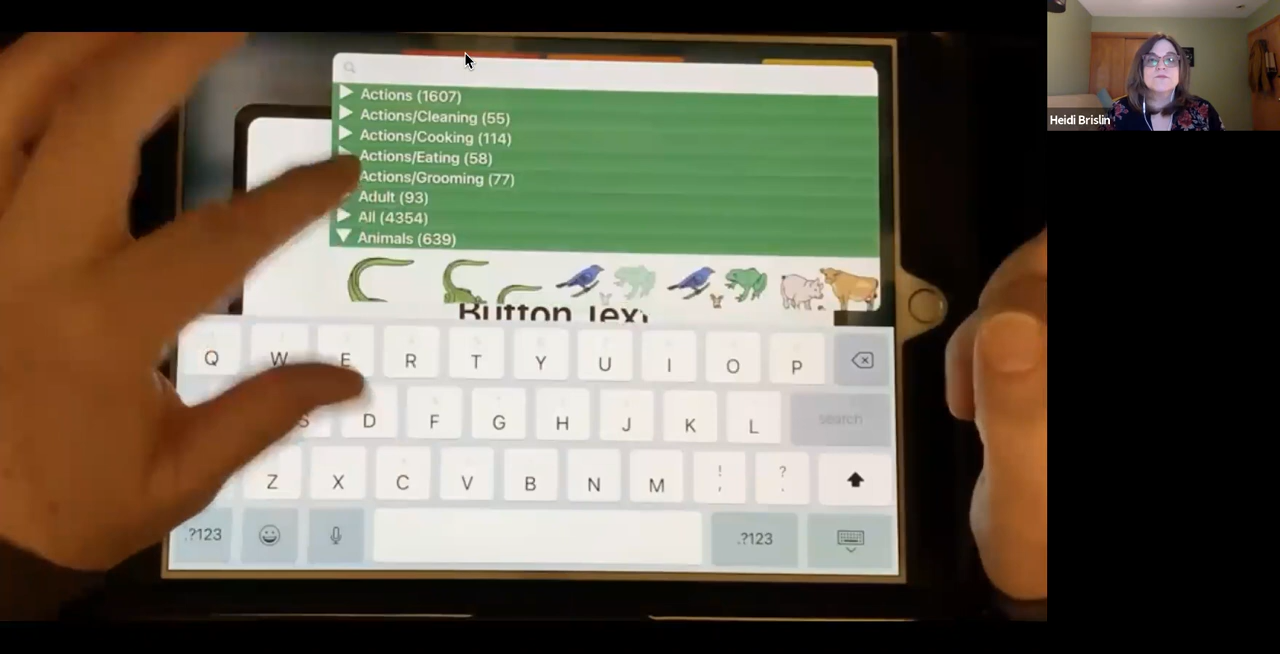 Actions (1607)
Actions/Cleaning (55)
Actions/Cooking (114)
Actions/Eating (58)
Actions/Grooming (77)
Adult (93)
All (4354)
Animals (639)
Button Text
Q W E R T Y U I O P
S D F G H J K L search
Z X C V B N M ! , ? .
.?123 .?123
Heidi Brislin